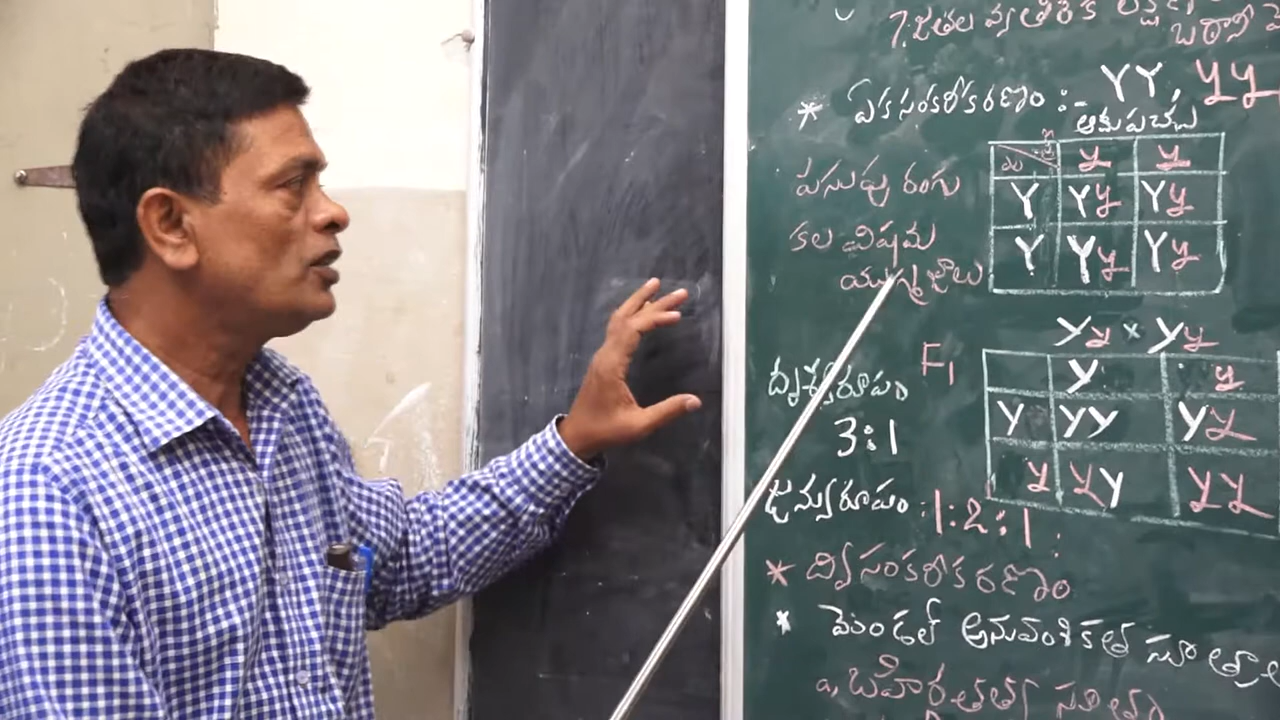 7. జతల వ్యతిరేక
బఠానీ
* ఏకసంకరీకరణం :- YY, yy
ఆకుపచ్చ
y y
పసుపు రంగు Y Yy Yy
కల విషమ Y Yy Yy
యుగ్మజాలు
Yy × Yy
దృశ్యరూపం F1 Y y
3:1 Y YY Yy
జన్యురూపం :1:2:1: y yY yy
* ద్విసంకరీకరణం
* మెండల్ అనువంశికతా సూత్రాలు
a, బహిర్గతత్వ సూత్రం